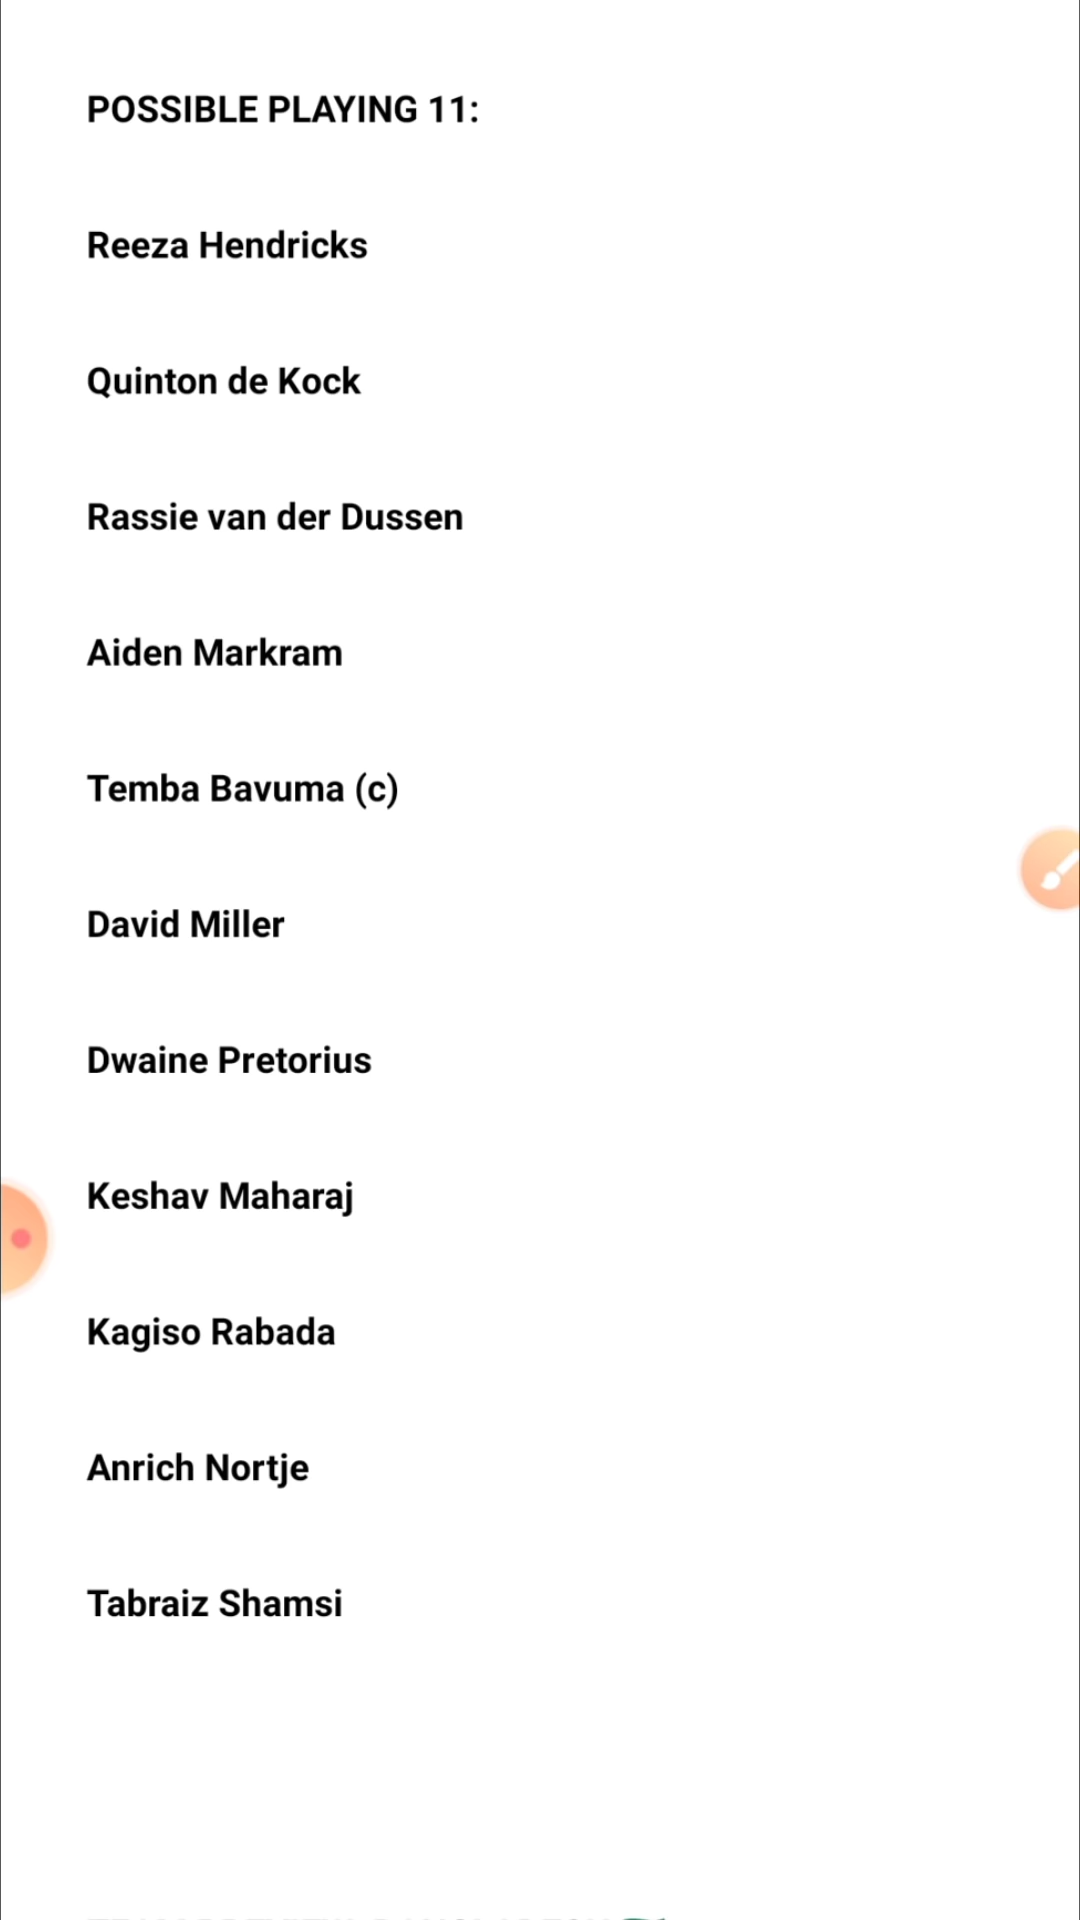 POSSIBLE PLAYING 11:
Reeza Hendricks
Quinton de Kock
Rassie van der Dussen
Aiden Markram
Temba Bavuma (c)
David Miller
Dwaine Pretorius
Keshav Maharaj
Kagiso Rabada
Anrich Nortje
Tabraiz Shamsi